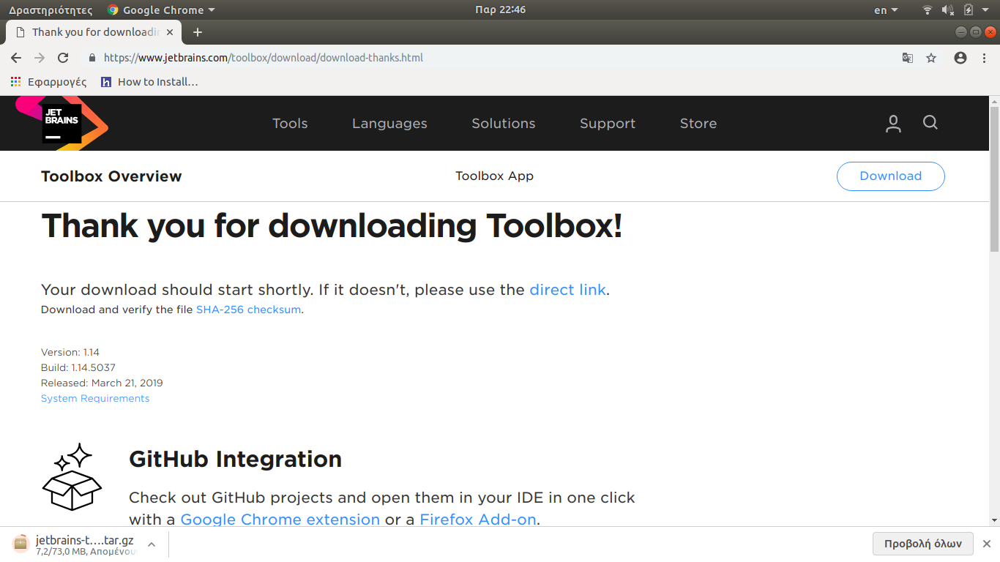 Δραστηριότητες Google Chrome Παρ 22:46 en
Thank you for downloadin
https://www.jetbrains.com/toolbox/download/download-thanks.html
Εφαρμογές How to Install…
JET
BRAINS
Tools Languages Solutions Support Store
Toolbox Overview Toolbox App Download
Thank you for downloading Toolbox!
Your download should start shortly. If it doesn't, please use the direct link.
Download and verify the file SHA-256 checksum.
Version: 1.14
Build: 1.14.5037
Released: March 21, 2019
System Requirements
GitHub Integration
Check out GitHub projects and open them in your IDE in one click
with a Google Chrome extension or a Firefox Add-on.
jetbrains-t….tar.gz
7,2/73,0 MB, Απομένου
Προβολή όλων